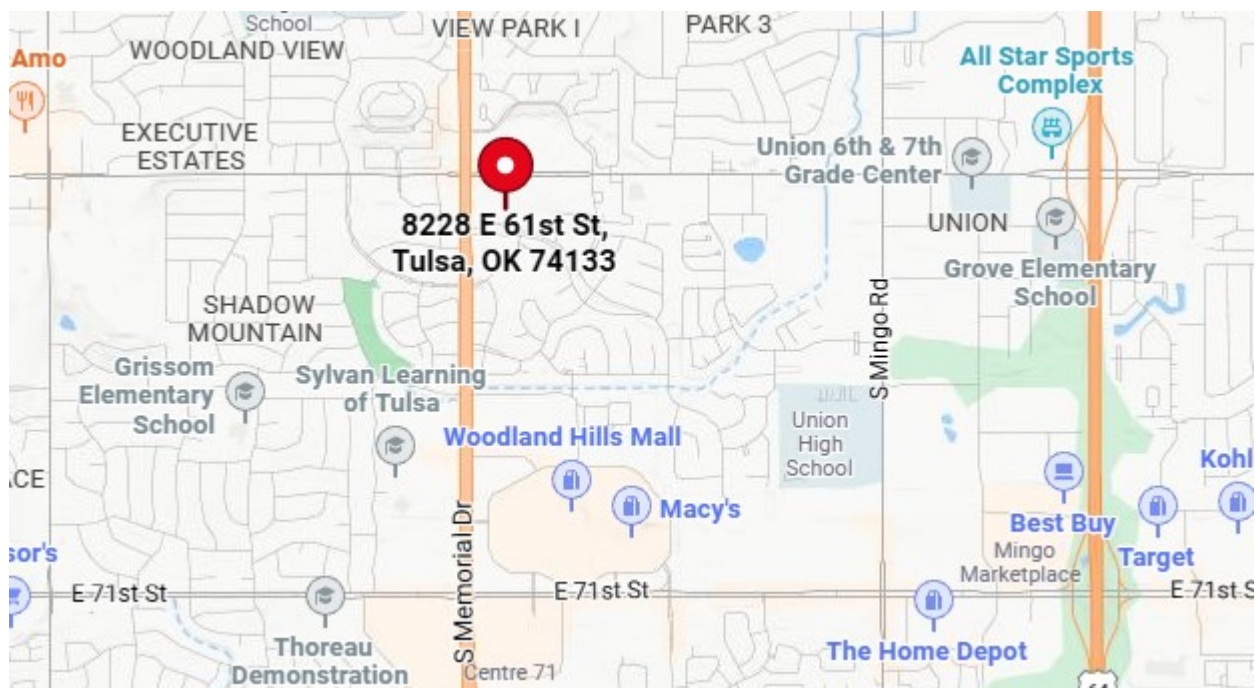 School
VIEW PARK I
PARK 3
WOODLAND VIEW
Amo
All Star Sports
Complex
EXECUTIVE
ESTATES
Union 6th & 7th
Grade Center
8228 E 61st St,
Tulsa, OK 74133
UNION
Grove Elementary
School
SHADOW
MOUNTAIN
S Mingo Rd
Grissom
Elementary
School
Sylvan Learning
of Tulsa
Union
High
School
Woodland Hills Mall
Kohl
ACE
Macy's
Best Buy
Target
S Memorial Dr
Mingo
Marketplace
sor's
E 71st St
E 71st St
E 71st S
Thoreau
Demonstration
The Home Depot
Centre 71
64